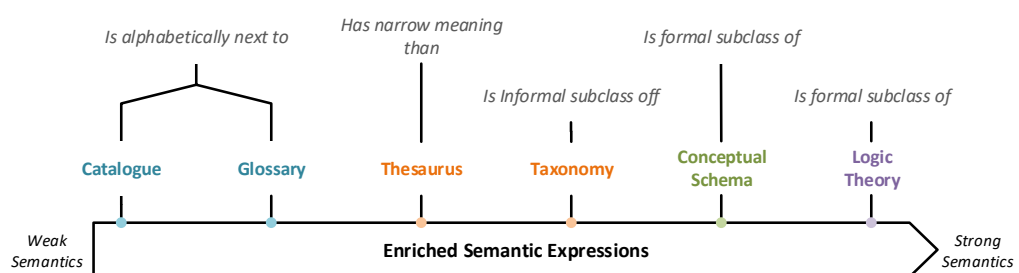 Is alphabetically next to
Has narrow meaning
than
Is formal subclass of
Is Informal subclass off
Is formal subclass of
Catalogue
Glossary
Thesaurus
Taxonomy
Conceptual
Schema
Logic
Theory
Weak
Semantics
Enriched Semantic Expressions
Strong
Semantics